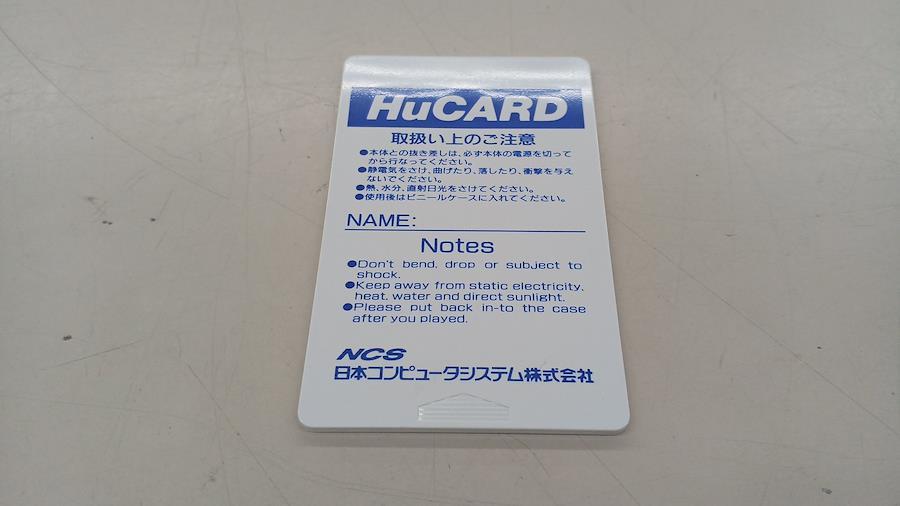 HuCARD
取扱い上のご注意
●本体との抜き差しは、必ず本体の電源を切って
から行なってください。
●静電気をさけ、曲げたり、落したり、衝撃を与え
ないでください。
●熱、水分、直射日光をさけてください。
●使用後はビニールケースに入れてください。
NAME:
Notes
●Don't bend, drop or subject to
shock.
●Keep away from static electricity,
heat, water and direct sunlight.
●Please put back in-to the case
after you played.
NCS
日本コンピュータシステム株式会社